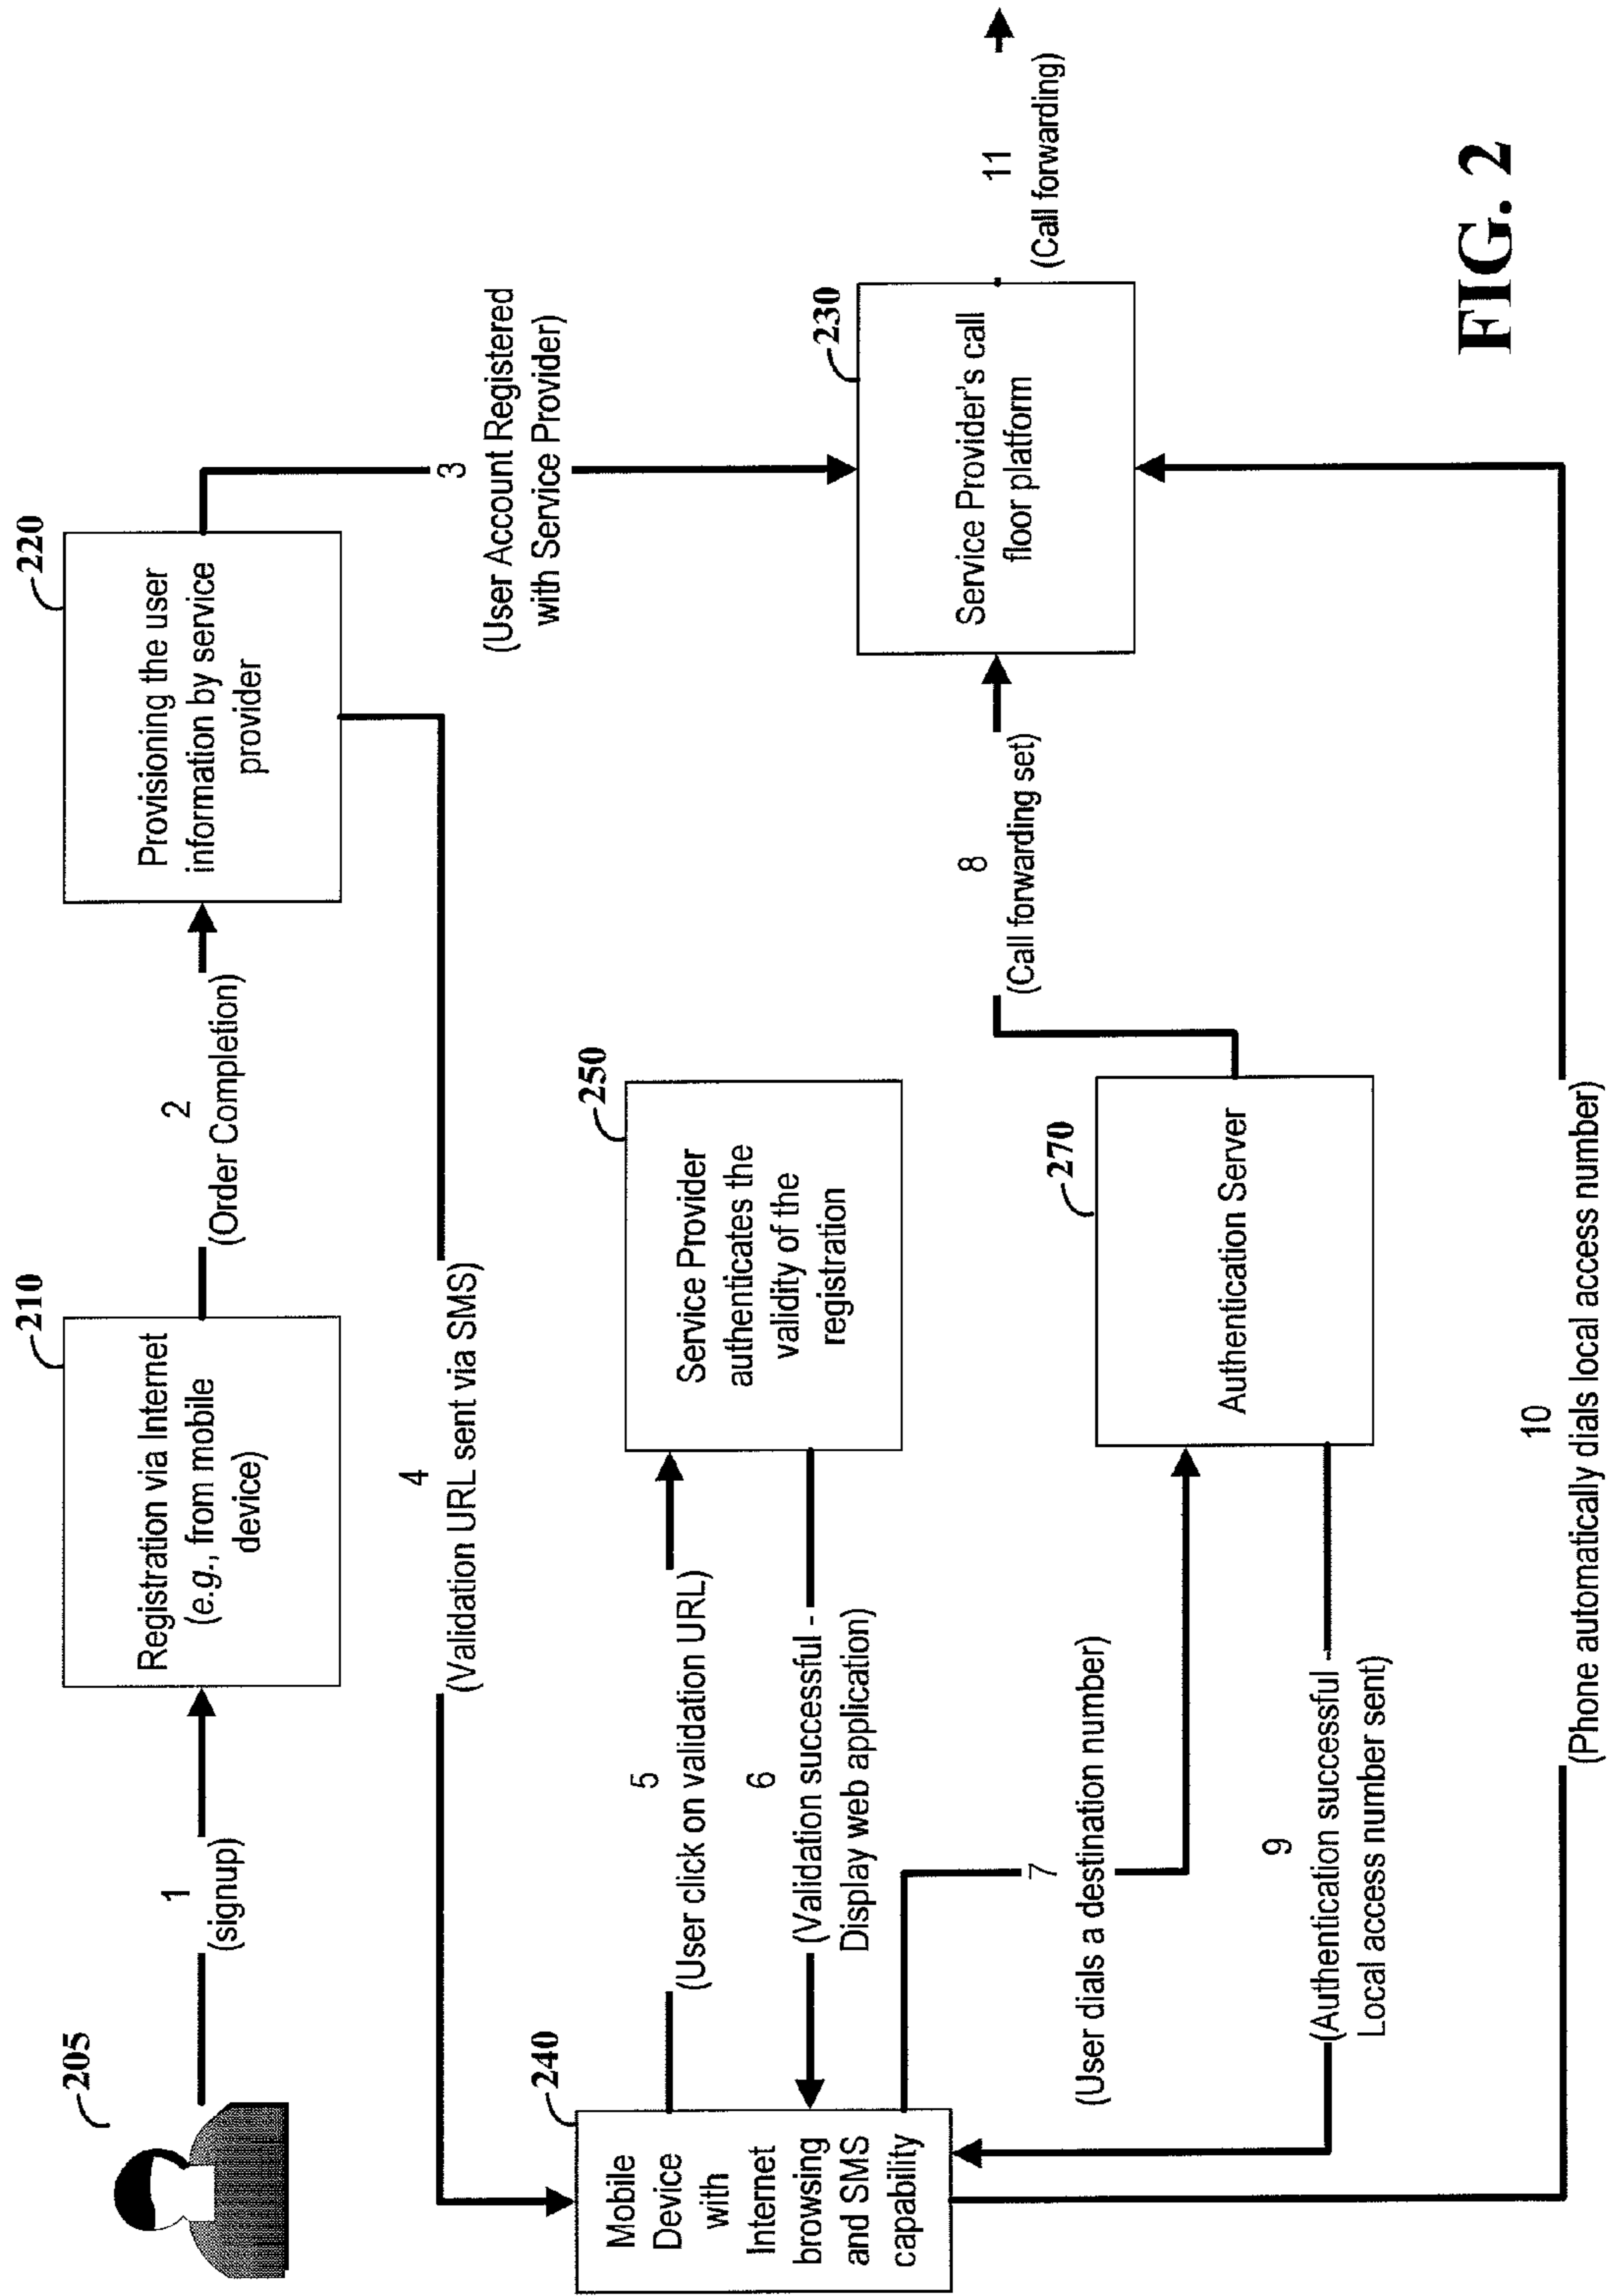 205
1
(signup)
210
Registration via Internet
(e.g., from mobile
device)
2
(Order Completion)
220
Provisioning the user
information by service
provider
3
(User Account Registered
with Service Provider)
4
(Validation URL sent via SMS)
240
Mobile
Device
with
Internet
browsing
and SMS
capability
5
(User click on validation URL)
250
Service Provider
authenticates the
validity of the
registration
6
(Validation successful -
Display web application)
7
(User dials a destination number)
270
Authentication Server
8
(Call forwarding set)
230
Service Provider's call
floor platform
9
(Authentication successful -
Local access number sent)
10
(Phone automatically dials local access number)
11
(Call forwarding)
FIG. 2